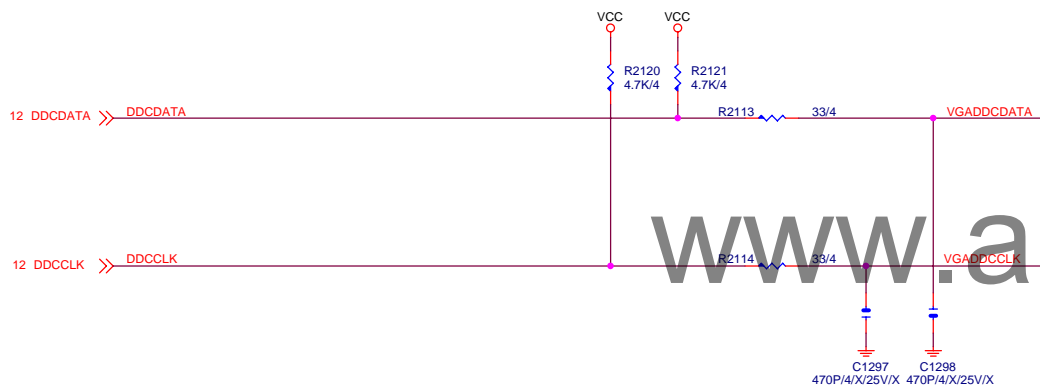 VCC VCC
R2120 R2121
4.7K/4 4.7K/4
12 DDCDATA DDCDATA R2113 33/4 VGADDCDATA
12 DDCCLK DDCCLK R2114 33/4 VGADDCCLK
www.a
C1297 C1298
470P/4/X/25V/X 470P/4/X/25V/X